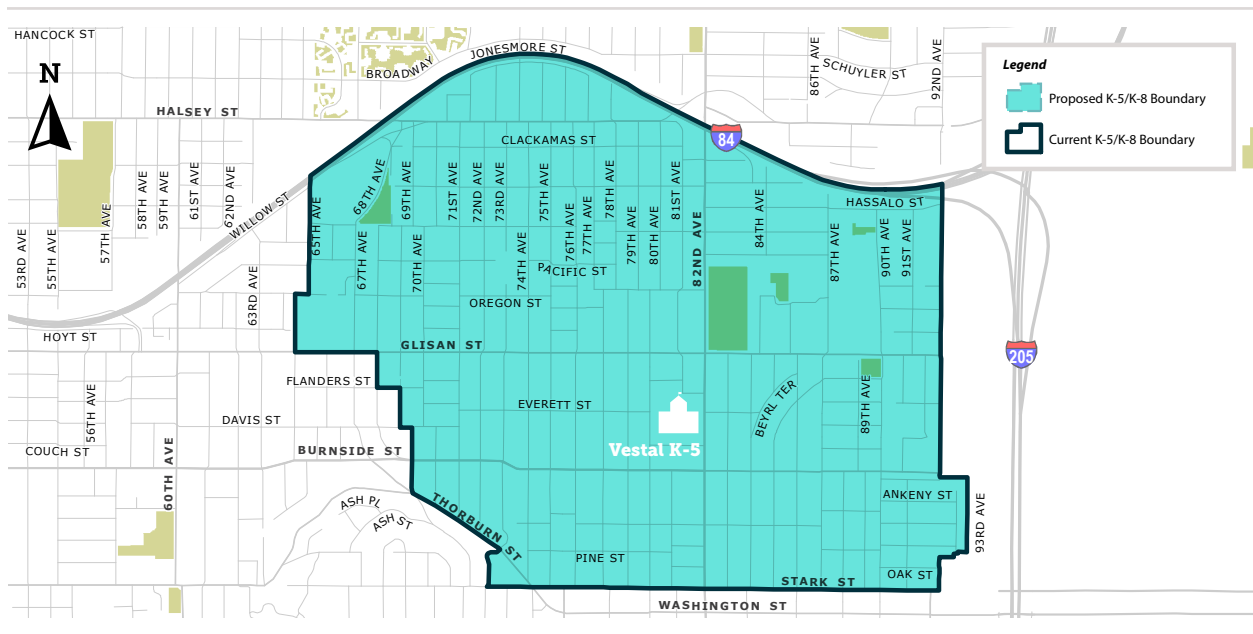 HANCOCK ST
N
HALSEY ST
BROADWAY
JONESMORE ST
86TH AVE
SCHUYLER ST
92ND AVE
Legend
Proposed K-5/K-8 Boundary
Current K-5/K-8 Boundary
84
CLACKAMAS ST
53RD AVE
55TH AVE
57TH AVE
58TH AVE
59TH AVE
61ST AVE
62ND AVE
WILLOW ST
63RD AVE
65TH AVE
68TH AVE
67TH AVE
69TH AVE
70TH AVE
71ST AVE
72ND AVE
73RD AVE
74TH AVE
75TH AVE
76TH AVE
77TH AVE
78TH AVE
79TH AVE
80TH AVE
81ST AVE
82ND AVE
84TH AVE
87TH AVE
90TH AVE
91ST AVE
HASSALO ST
PACIFIC ST
OREGON ST
HOYT ST
GLISAN ST
205
FLANDERS ST
56TH AVE
DAVIS ST
EVERETT ST
BEYRL TER
89TH AVE
COUCH ST
60TH AVE
BURNSIDE ST
Vestal K-5
ASH PL
ASH ST
THORBURN ST
ANKENY ST
93RD AVE
PINE ST
OAK ST
STARK ST
WASHINGTON ST